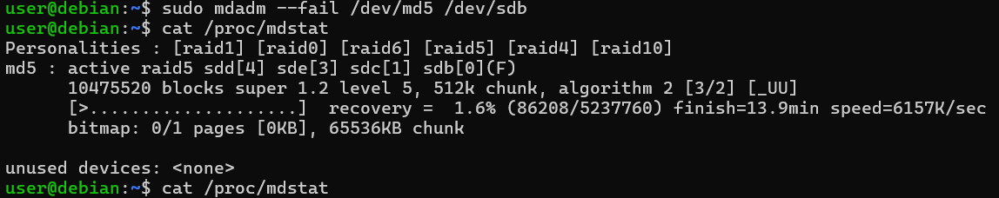 user@debian:~$ sudo mdadm --fail /dev/md5 /dev/sdb
user@debian:~$ cat /proc/mdstat
Personalities : [raid1] [raid0] [raid6] [raid5] [raid4] [raid10]
md5 : active raid5 sdd[4] sde[3] sdc[1] sdb[0](F)
      10475520 blocks super 1.2 level 5, 512k chunk, algorithm 2 [3/2] [_UU]
      [>....................]  recovery =  1.6% (86208/5237760) finish=13.9min speed=6157K/sec
      bitmap: 0/1 pages [0KB], 65536KB chunk

unused devices: <none>
user@debian:~$ cat /proc/mdstat